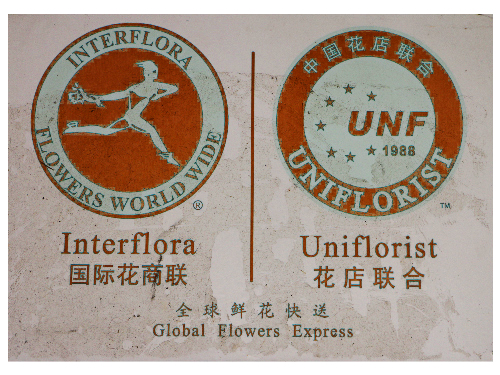 INTERFLORA
FLOWERS WORLD WIDE
®
Interflora
国际花商联
中国花店联合
UNF
1988
UNIFLORIST
TM
Uniflorist
花店联合
全球鲜花快送
Global Flowers Express